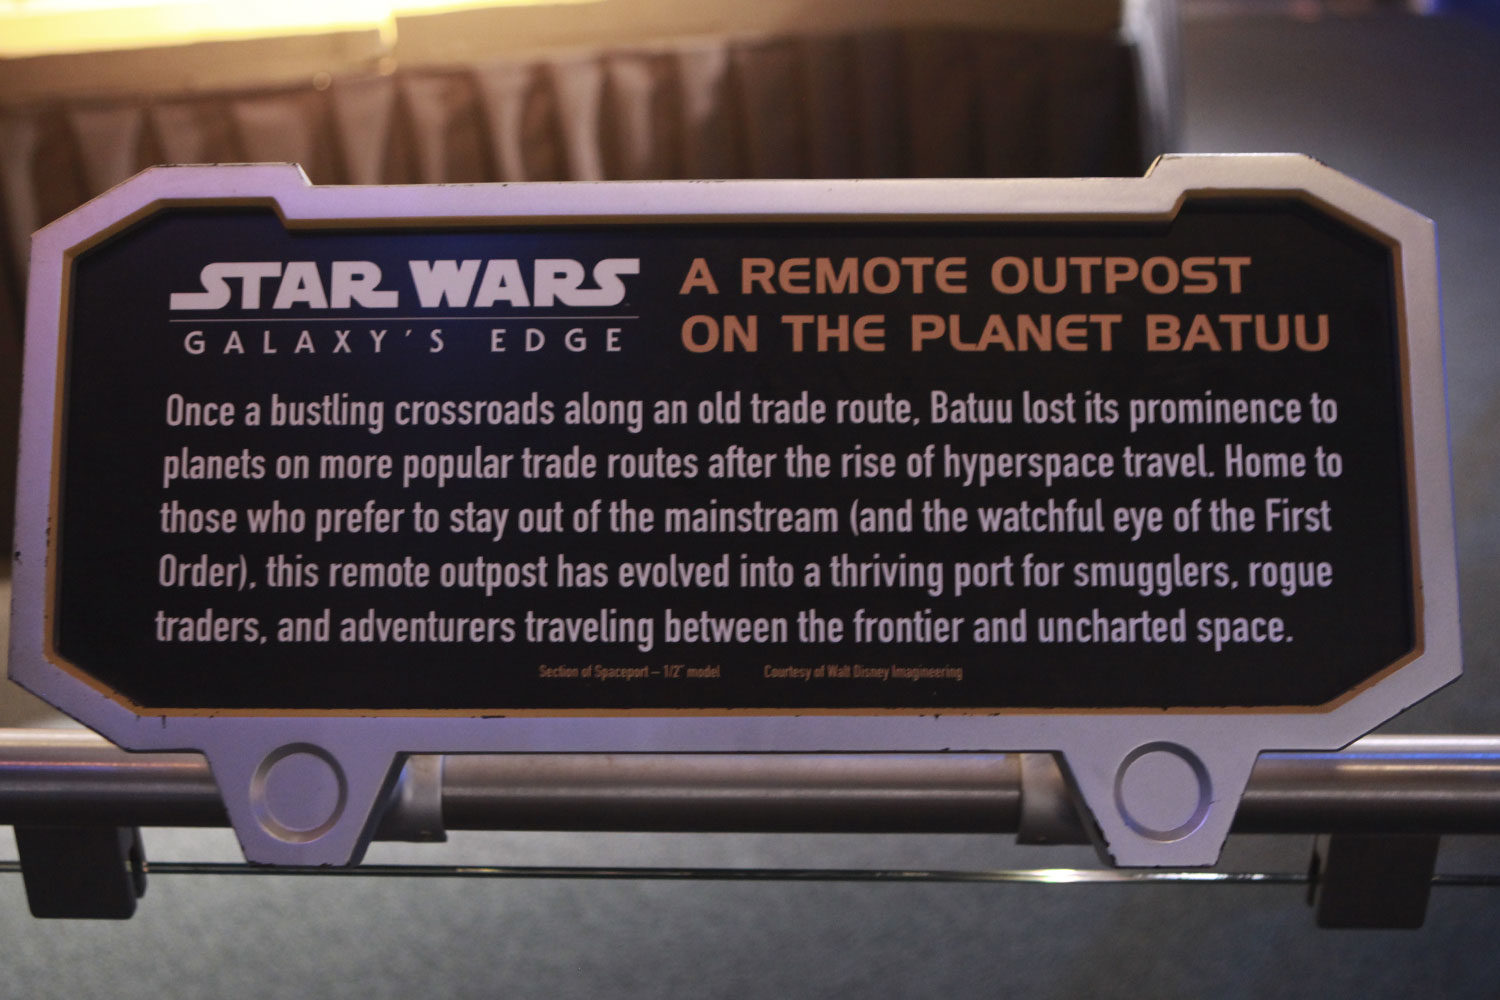 STAR WARS
GALAXY'S EDGE
A REMOTE OUTPOST
ON THE PLANET BATUU
Once a bustling crossroads along an old trade route, Batuu lost its prominence to
planets on more popular trade routes after the rise of hyperspace travel. Home to
those who prefer to stay out of the mainstream (and the watchful eye of the First
Order), this remote outpost has evolved into a thriving port for smugglers, rogue
traders, and adventurers traveling between the frontier and uncharted space.
Section of Spaceport – 1/2" model Courtesy of Walt Disney Imagineering